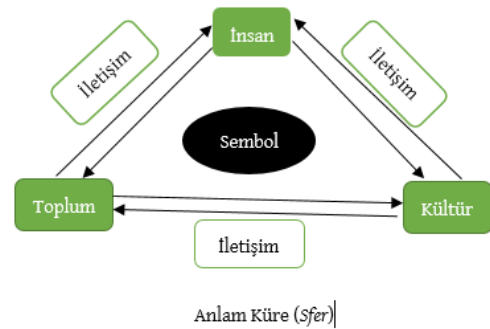 İnsan
İletişim
İletişim
Sembol
Toplum
Kültür
İletişim
Anlam Küre (Sfer)